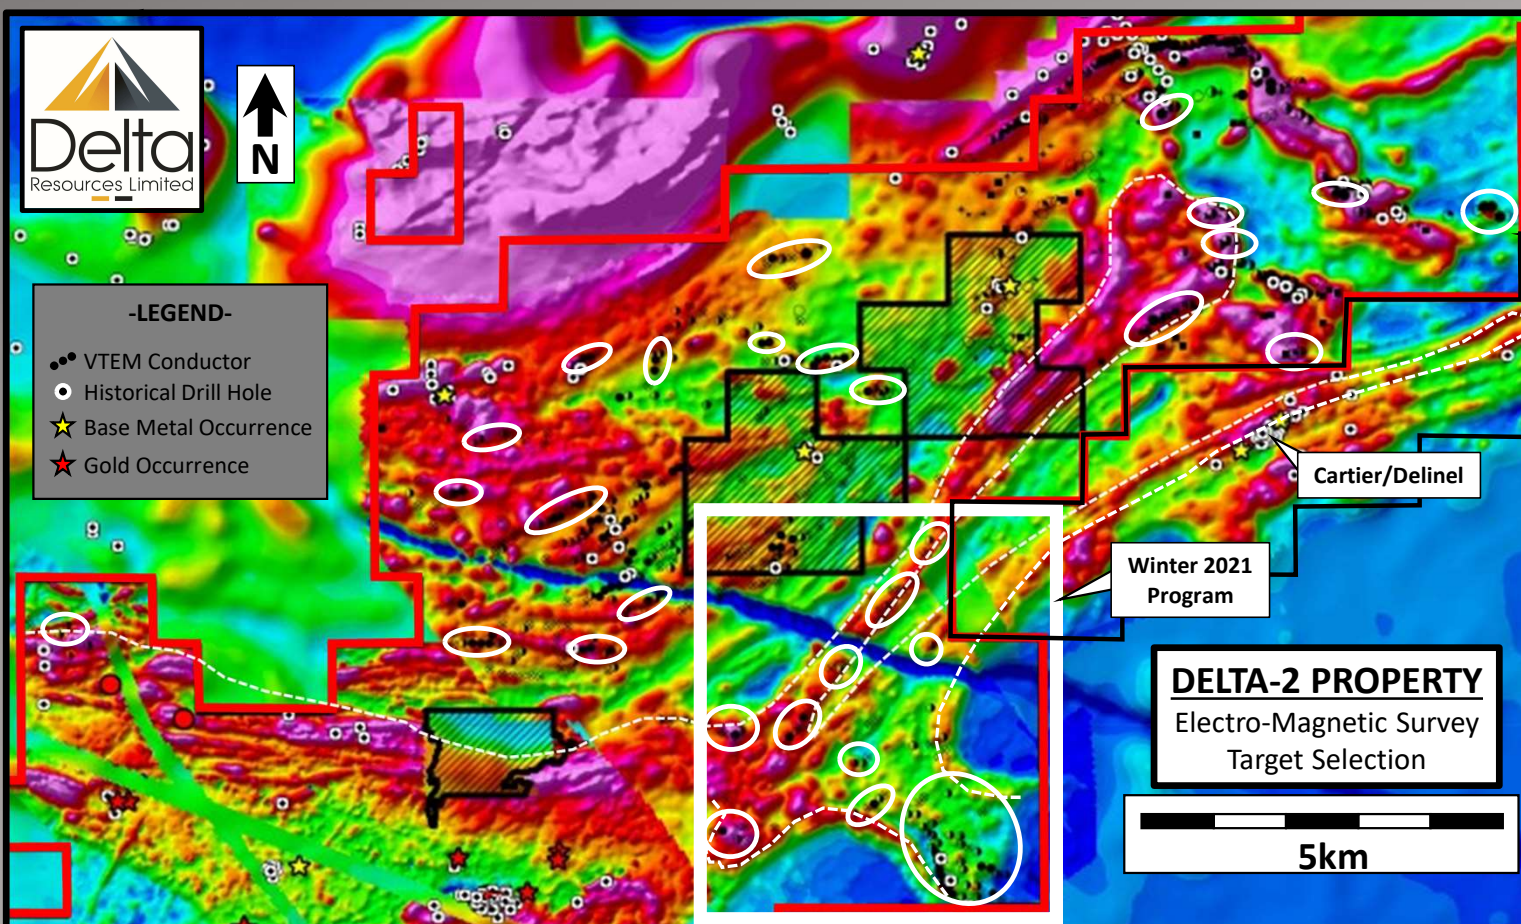 Delta
Resources Limited
N
-LEGEND-
VTEM Conductor
Historical Drill Hole
Base Metal Occurrence
Gold Occurrence
Cartier/Delinel
Winter 2021
Program
DELTA-2 PROPERTY
Electro-Magnetic Survey
Target Selection
5km